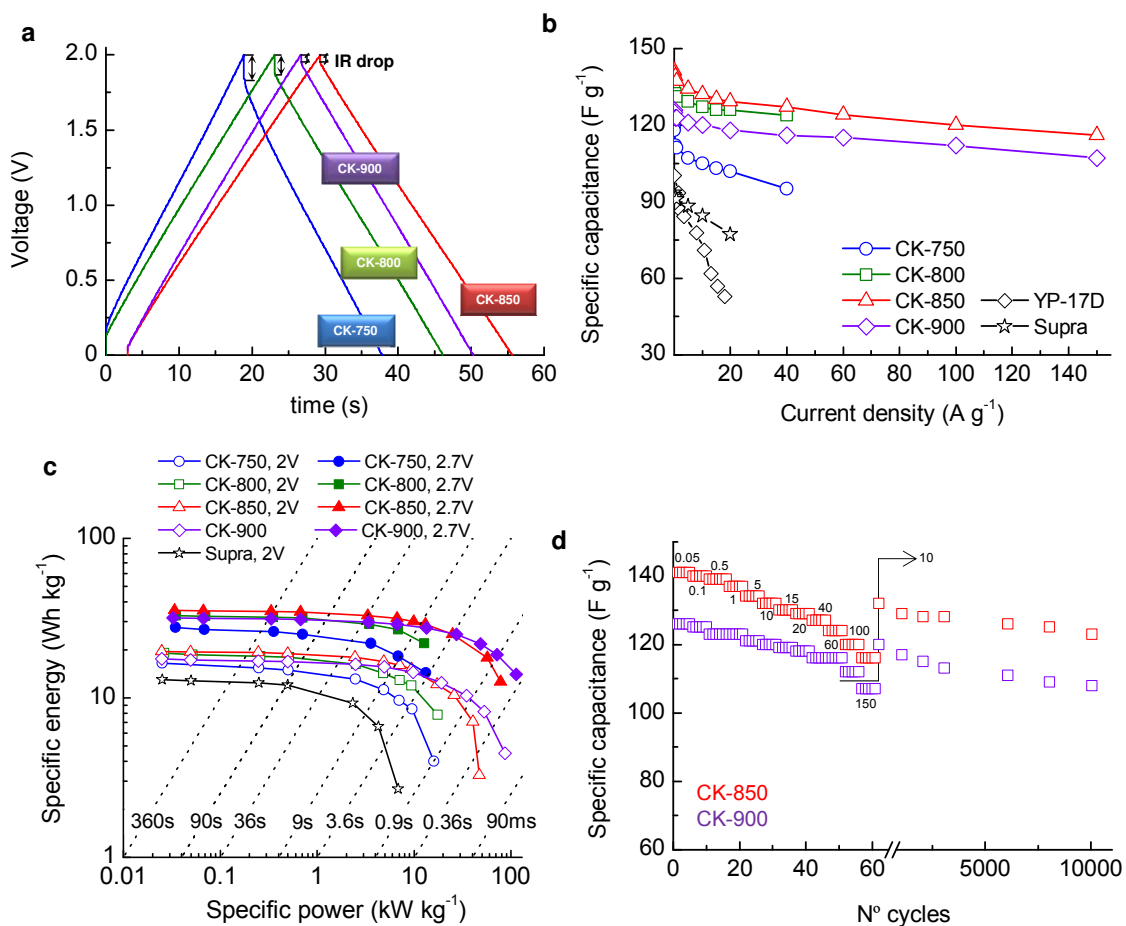 a
2.0
1.5
1.0
0.5
0
Voltage (V)
0 10 20 30 40 50 60
time (s)
IR drop
CK-900
CK-800
CK-850
CK-750
b
150
120
90
60
30
Specific capacitance (F g⁻¹)
0 20 40 60 80 100 120 140
Current density (A g⁻¹)
CK-750
CK-800
CK-850
CK-900
YP-17D
Supra
c
CK-750, 2V
CK-800, 2V
CK-850, 2V
CK-900
Supra, 2V
CK-750, 2.7V
CK-800, 2.7V
CK-850, 2.7V
CK-900, 2.7V
100
10
1
Specific energy (Wh kg⁻¹)
360s 90s 36s 9s 3.6s 0.9s 0.36s 90ms
0.01 0.1 1 10 100
Specific power (kW kg⁻¹)
d
140
120
100
80
60
Specific capacitance (F g⁻¹)
0.05
0.1
0.5
1
5
10
15
20
40
60
100
150
10
CK-850
CK-900
0 20 40 60 5000 10000
Nº cycles